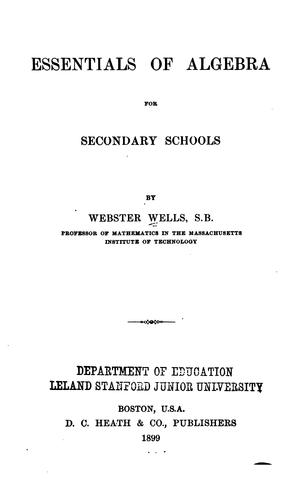 ESSENTIALS OF ALGEBRA
FOR
SECONDARY SCHOOLS
BY
WEBSTER WELLS, S.B.
PROFESSOR OF MATHEMATICS IN THE MASSACHUSETTS
INSTITUTE OF TECHNOLOGY
DEPARTMENT OF EDUCATION
LELAND STANFORD JUNIOR UNIVERSITY
BOSTON, U.S.A.
D. C. HEATH & CO., PUBLISHERS
1899